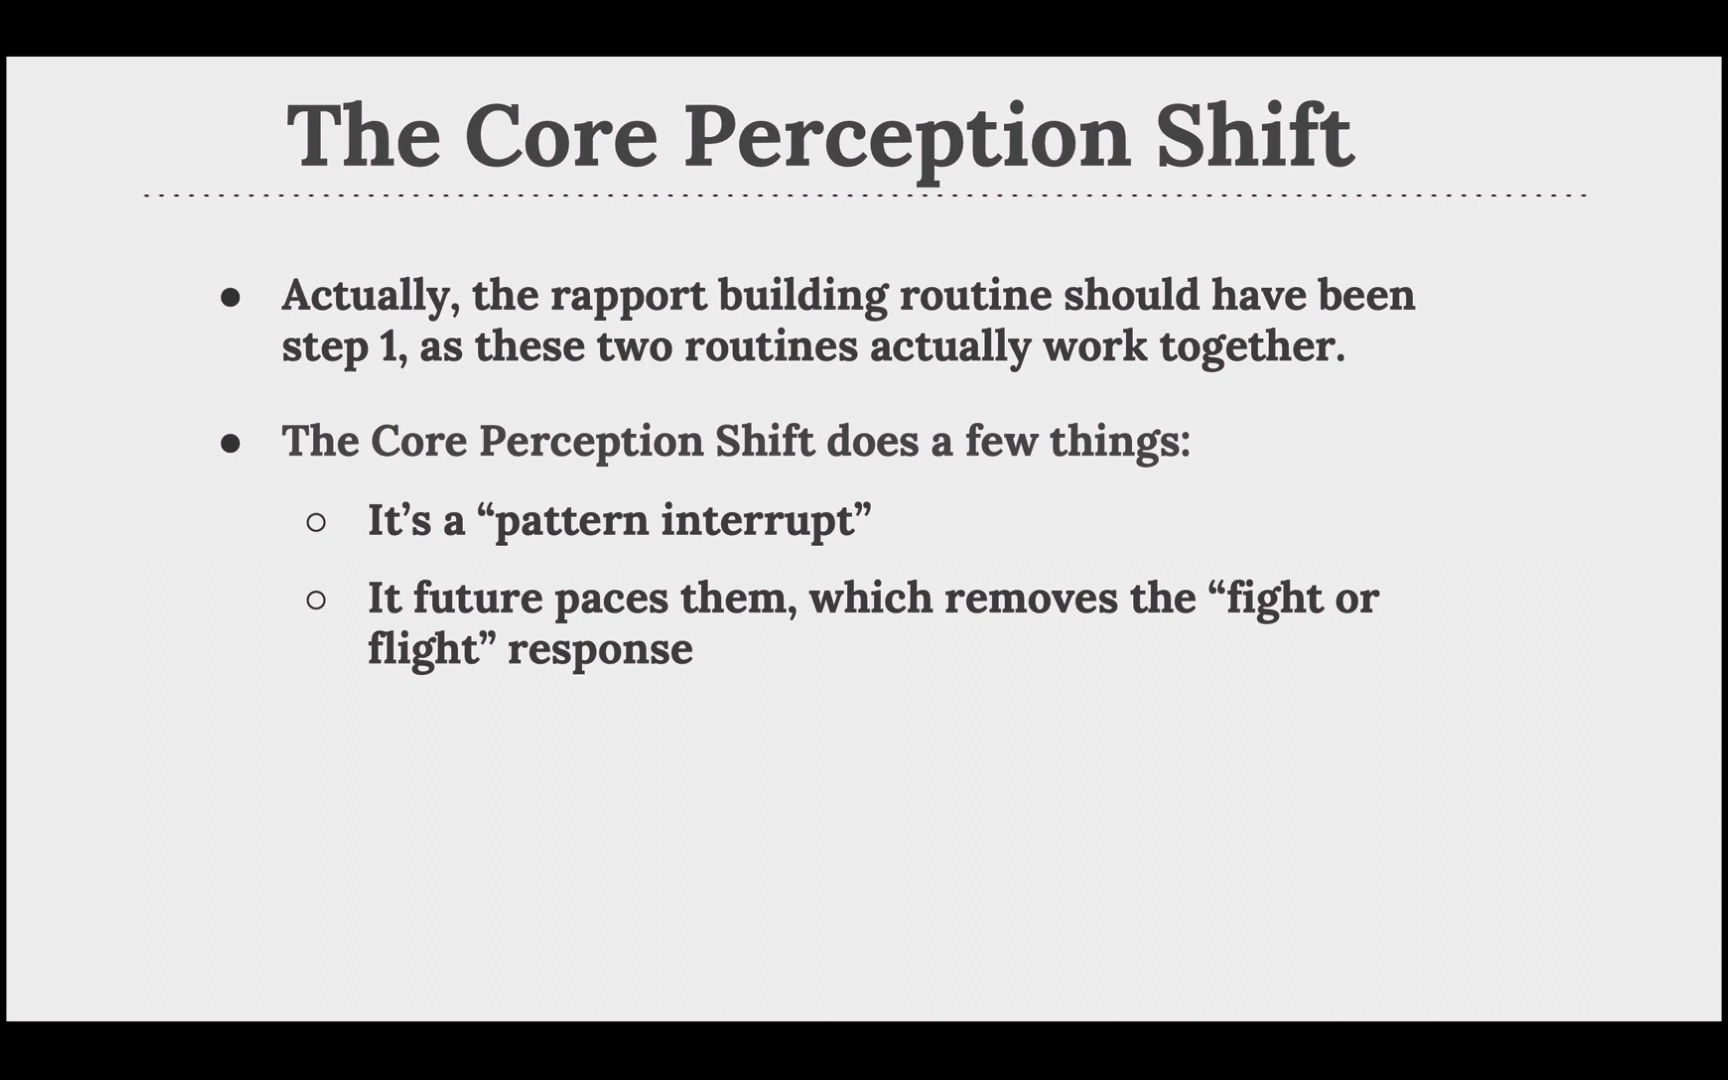 The Core Perception Shift
● Actually, the rapport building routine should have been
step 1, as these two routines actually work together.
● The Core Perception Shift does a few things:
○ It’s a “pattern interrupt”
○ It future paces them, which removes the “fight or
flight” response